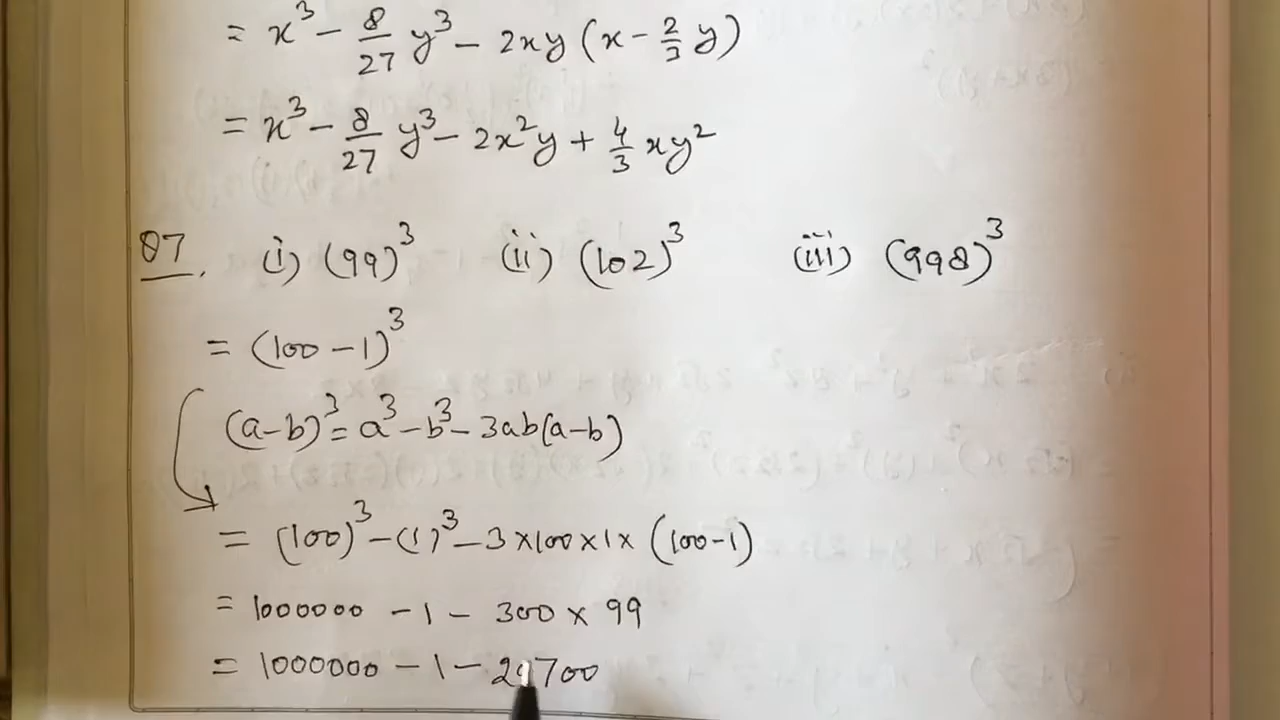 = x³ - 8/27 y³ - 2xy (x - 2/3 y)
= x³ - 8/27 y³ - 2x²y + 4/3 xy²
Q7. (i) (99)³ (ii) (102)³ (iii) (998)³
= (100 - 1)³
(a-b)³ = a³ - b³ - 3ab(a-b)
= (100)³ - (1)³ - 3×100×1× (100-1)
= 1000000 - 1 - 300 × 99
= 1000000 - 1 - 29700